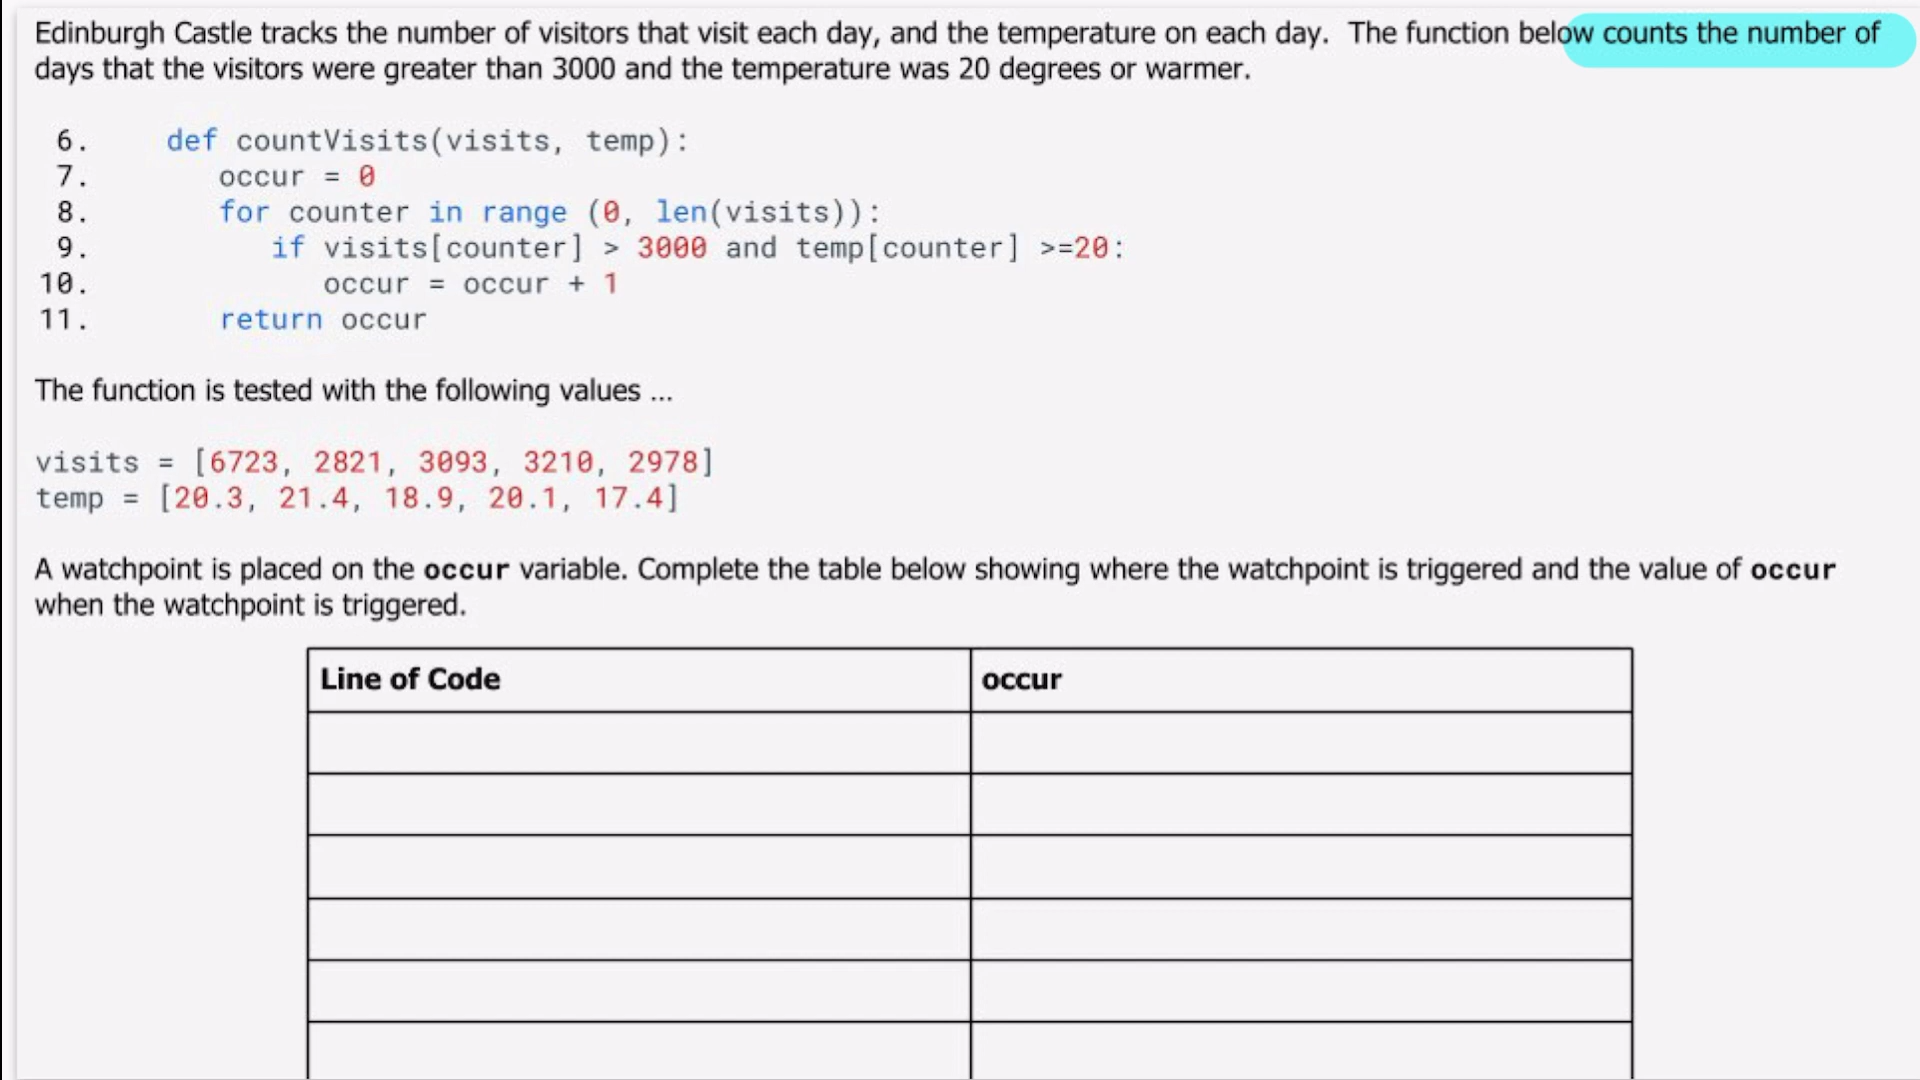 Edinburgh Castle tracks the number of visitors that visit each day, and the temperature on each day. The function below counts the number of
days that the visitors were greater than 3000 and the temperature was 20 degrees or warmer.
6. def countVisits(visits, temp):
7. occur = 0
8. for counter in range (0, len(visits)):
9. if visits[counter] > 3000 and temp[counter] >=20:
10. occur = occur + 1
11. return occur
The function is tested with the following values ...
visits = [6723, 2821, 3093, 3210, 2978]
temp = [20.3, 21.4, 18.9, 20.1, 17.4]
A watchpoint is placed on the occur variable. Complete the table below showing where the watchpoint is triggered and the value of occur
when the watchpoint is triggered.
Line of Code occur